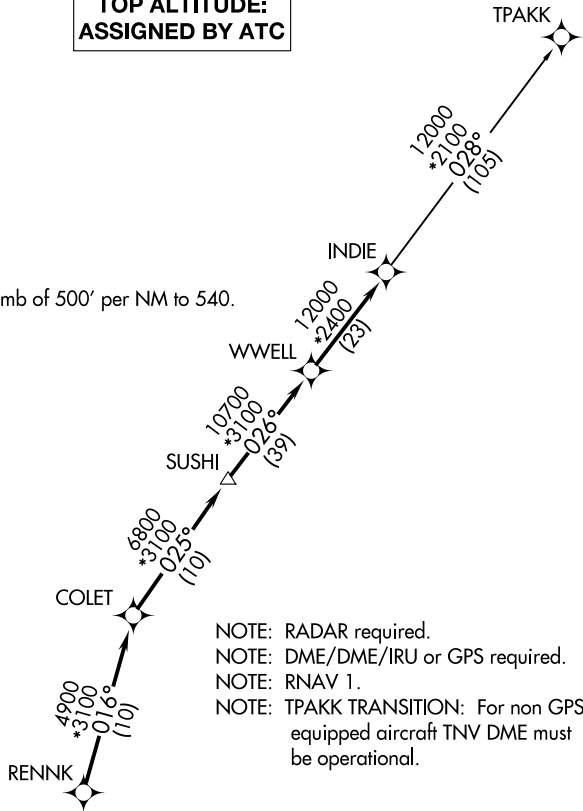 TOP ALTITUDE:
ASSIGNED BY ATC
TPAKK
12000
*2100
028°
(105)
INDIE
mb of 500' per NM to 540.
12000
*2400
(23)
WWELL
10700
*3100
026°
(39)
SUSHI
6800
*3100
025°
(10)
COLET
NOTE: RADAR required.
NOTE: DME/DME/IRU or GPS required.
NOTE: RNAV 1.
NOTE: TPAKK TRANSITION: For non GPS
equipped aircraft TNV DME must
be operational.
4900
*3100
016°
(10)
RENNK